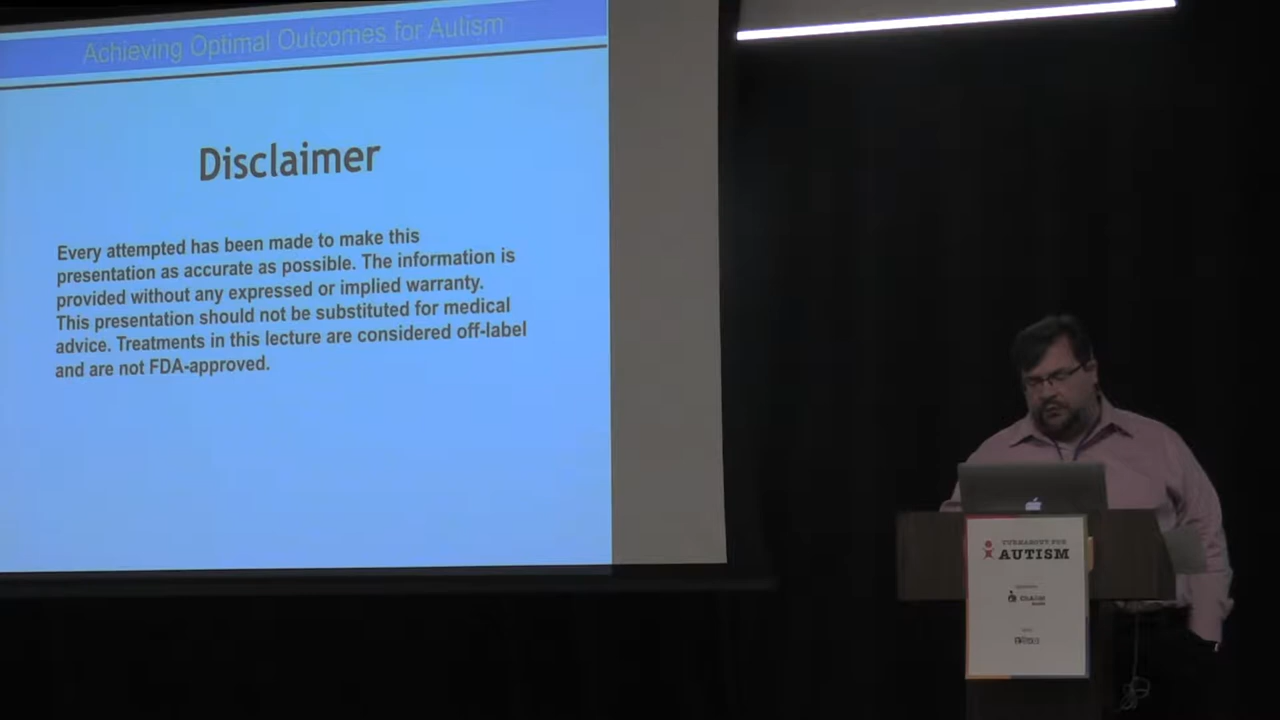 Achieving Optimal Outcomes for Autism
Disclaimer
Every attempted has been made to make this
presentation as accurate as possible. The information is
provided without any expressed or implied warranty.
This presentation should not be substituted for medical
advice. Treatments in this lecture are considered off-label
and are not FDA-approved.
TURNABOUT FOR
AUTISM